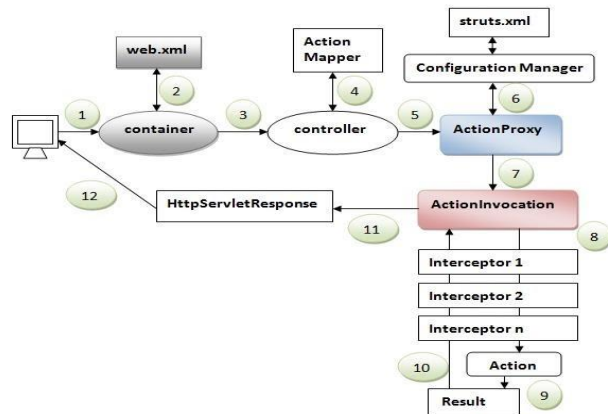 struts.xml
web.xml
Action
Mapper
Configuration Manager
1
2
3
4
5
6
container
controller
ActionProxy
7
12
HttpServletResponse
ActionInvocation
11
8
Interceptor 1
Interceptor 2
Interceptor n
10
Action
9
Result